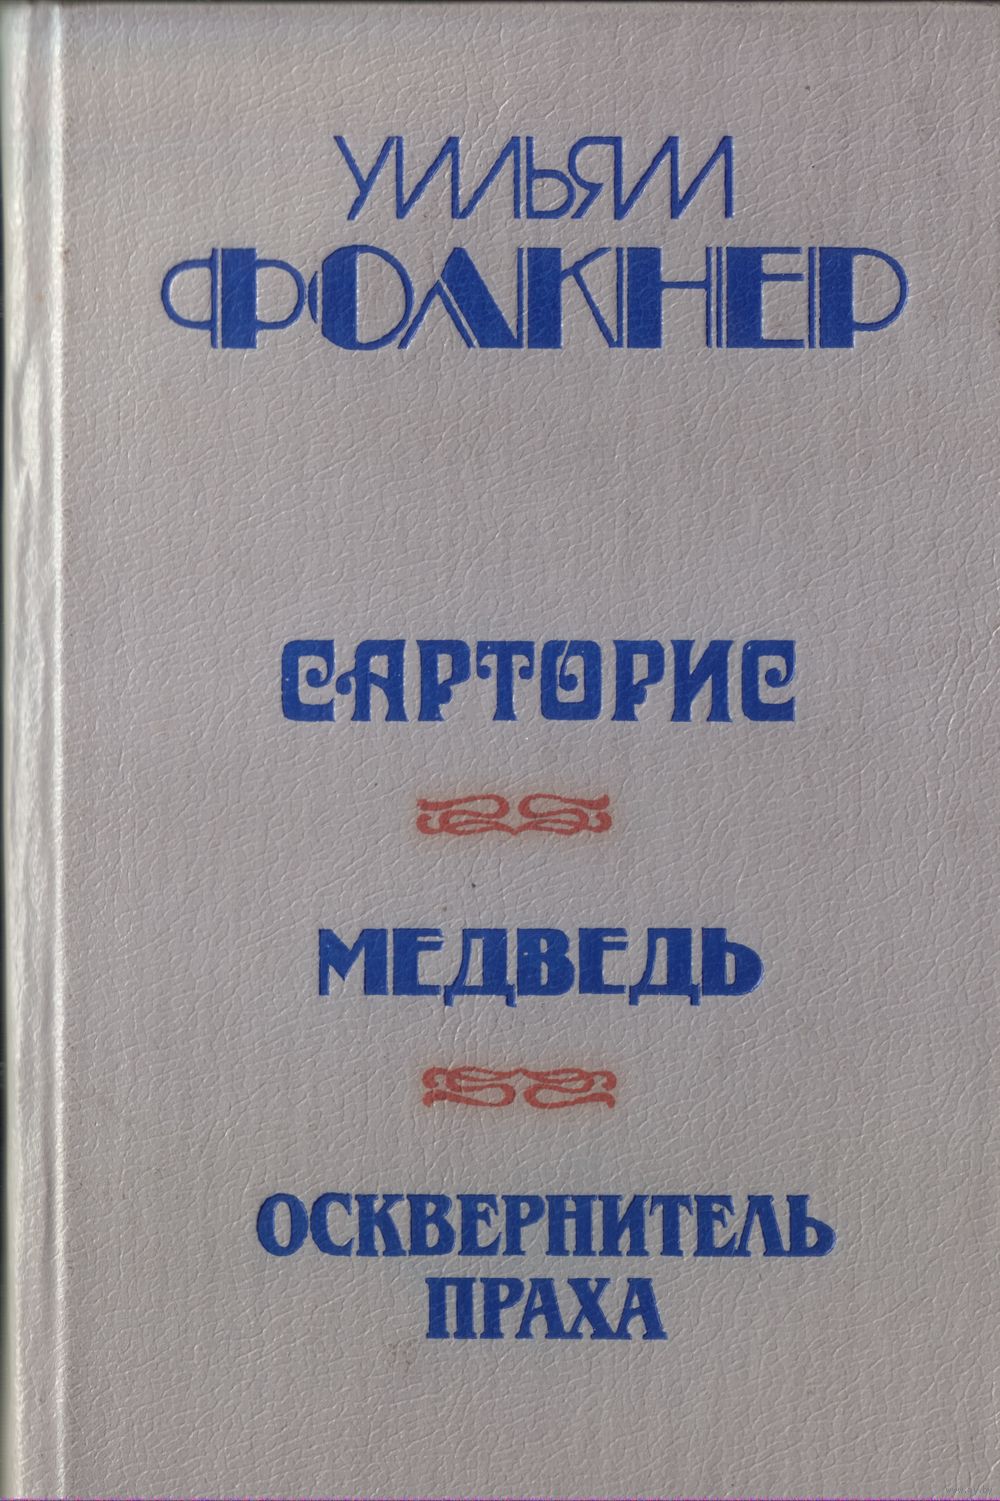 УИЛЬЯМ
ФОЛКНЕР
САРТОРИС
МЕДВЕДЬ
ОСКВЕРНИТЕЛЬ
ПРАХА